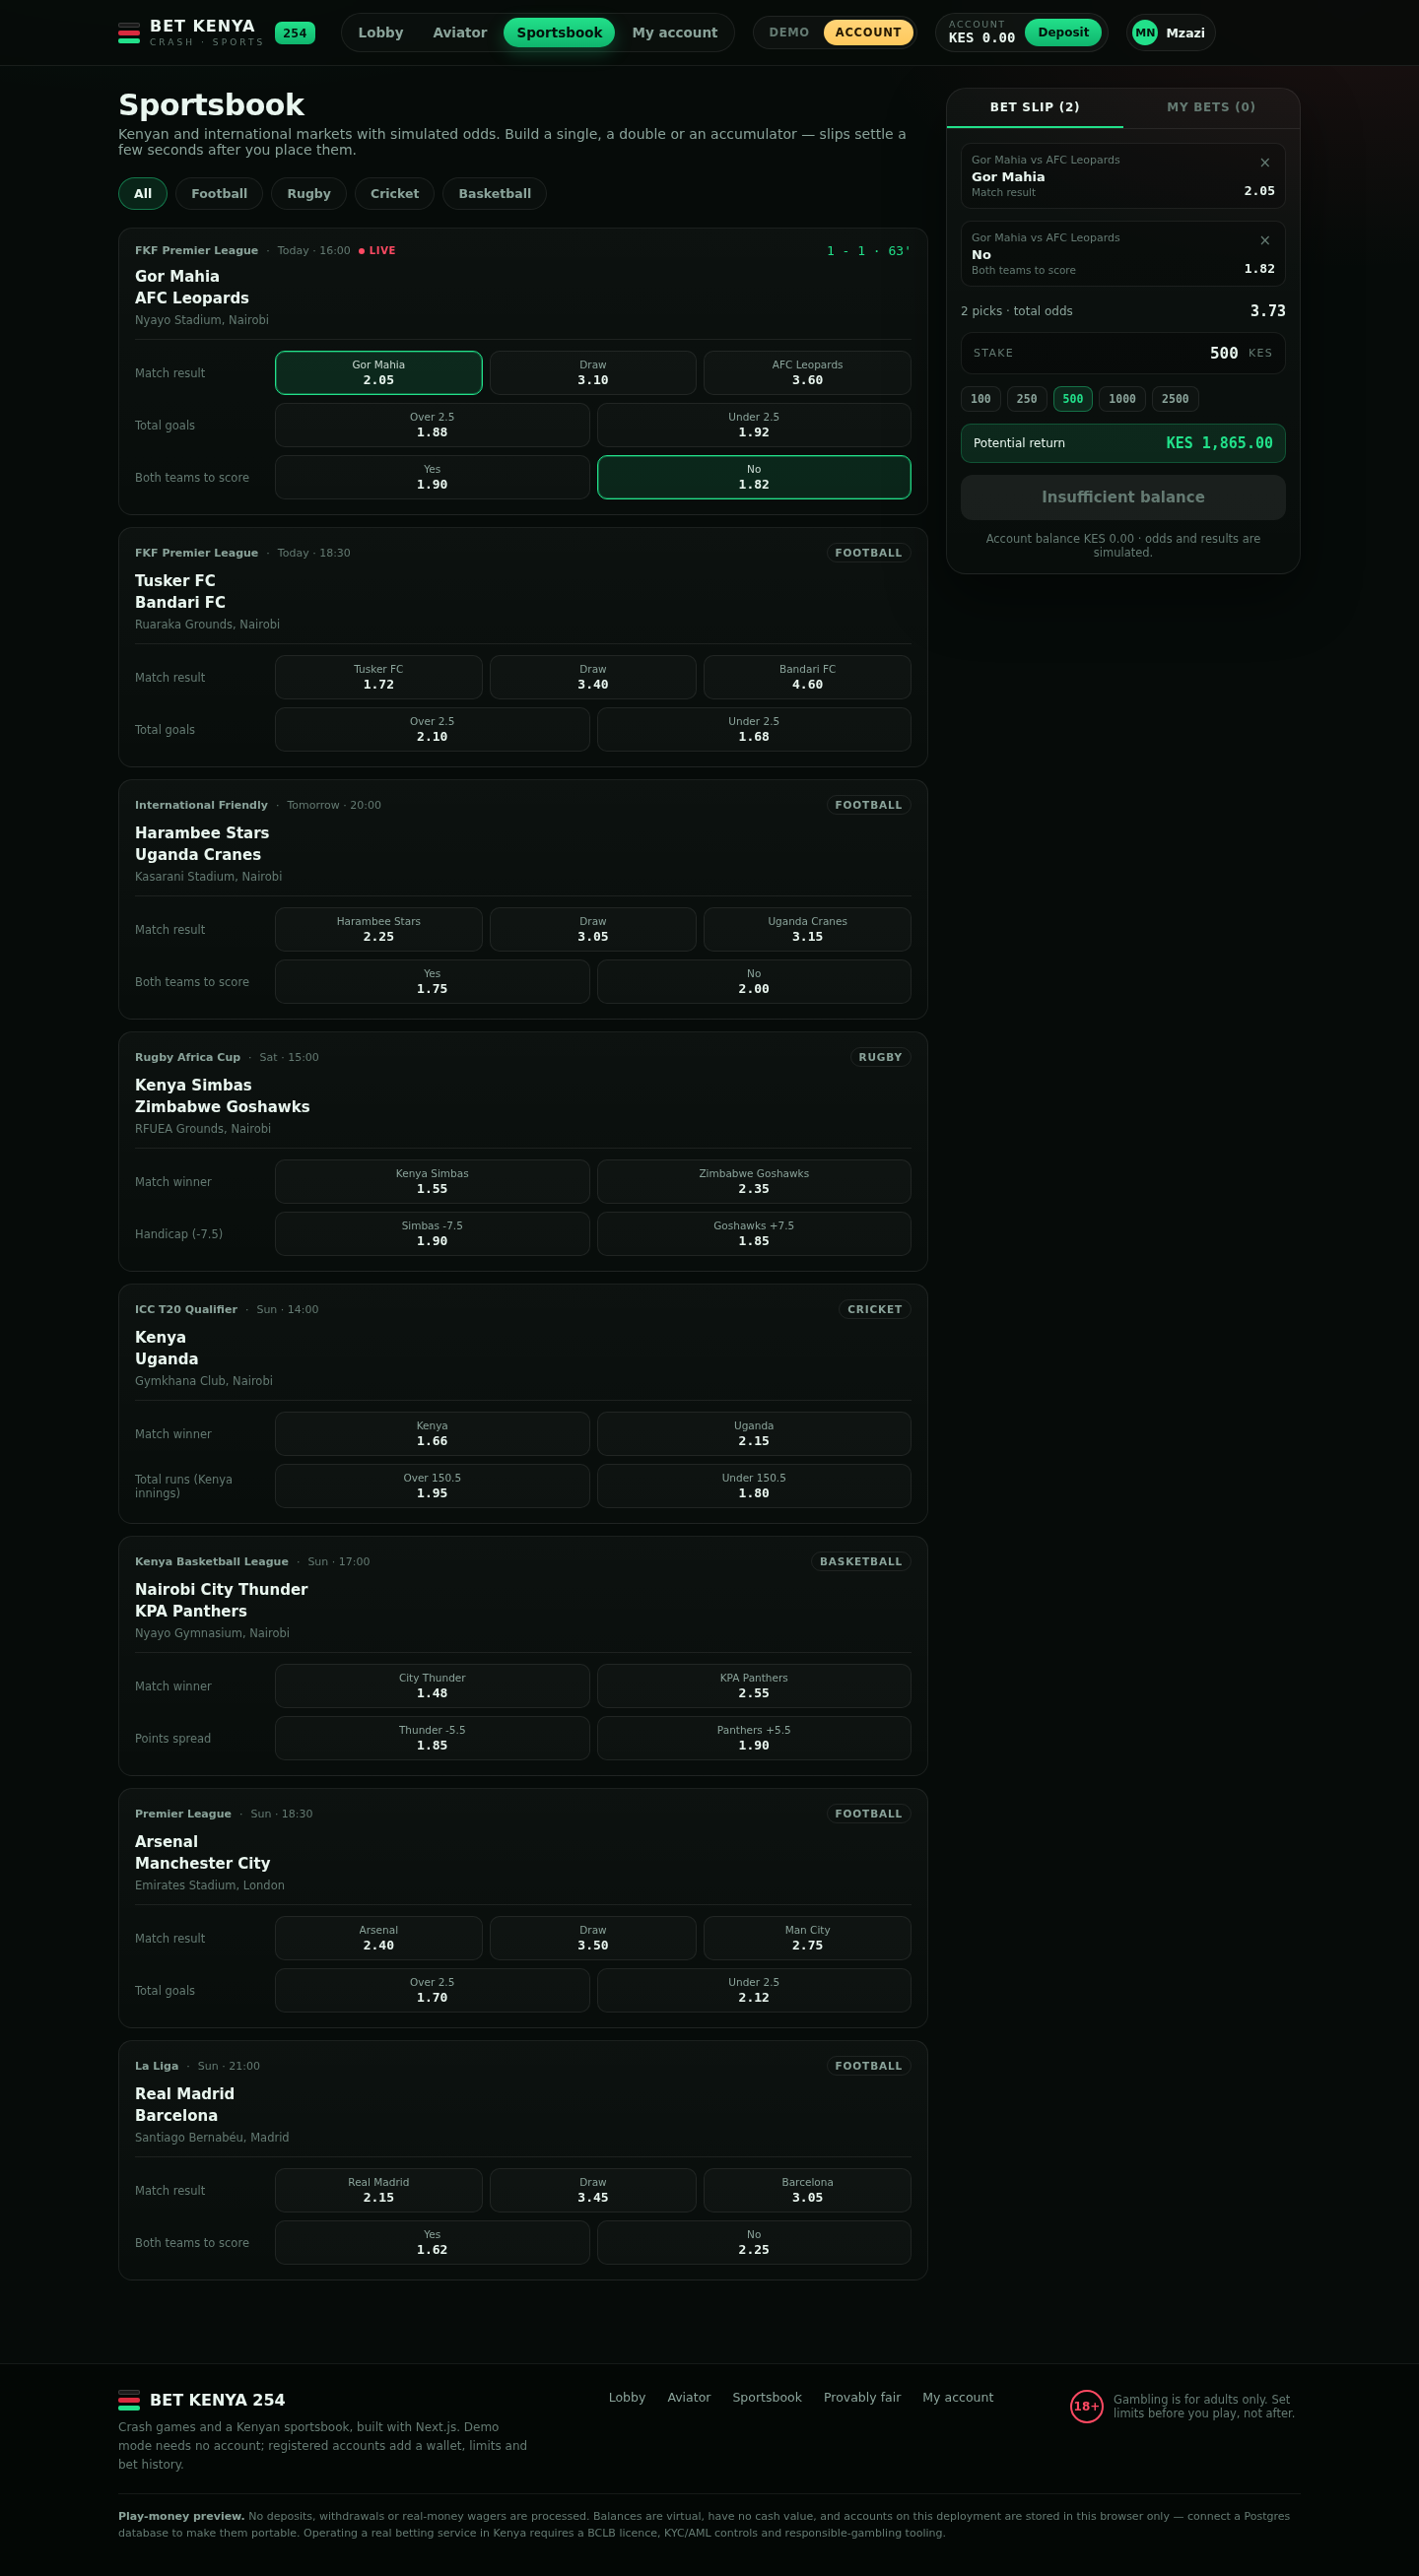 BET KENYA
CRASH · SPORTS
254
Lobby
Aviator
Sportsbook
My account
DEMO
ACCOUNT
ACCOUNT
KES 0.00
Deposit
MN
Mzazi
Sportsbook
Kenyan and international markets with simulated odds. Build a single, a double or an accumulator — slips settle a
few seconds after you place them.
All
Football
Rugby
Cricket
Basketball
FKF Premier League · Today · 16:00 ● LIVE
1 - 1 · 63'
Gor Mahia
AFC Leopards
Nyayo Stadium, Nairobi
Match result
Gor Mahia
2.05
Draw
3.10
AFC Leopards
3.60
Total goals
Over 2.5
1.88
Under 2.5
1.92
Both teams to score
Yes
1.90
No
1.82
FKF Premier League · Today · 18:30
FOOTBALL
Tusker FC
Bandari FC
Ruaraka Grounds, Nairobi
Match result
Tusker FC
1.72
Draw
3.40
Bandari FC
4.60
Total goals
Over 2.5
2.10
Under 2.5
1.68
International Friendly · Tomorrow · 20:00
FOOTBALL
Harambee Stars
Uganda Cranes
Kasarani Stadium, Nairobi
Match result
Harambee Stars
2.25
Draw
3.05
Uganda Cranes
3.15
Both teams to score
Yes
1.75
No
2.00
Rugby Africa Cup · Sat · 15:00
RUGBY
Kenya Simbas
Zimbabwe Goshawks
RFUEA Grounds, Nairobi
Match winner
Kenya Simbas
1.55
Zimbabwe Goshawks
2.35
Handicap (-7.5)
Simbas -7.5
1.90
Goshawks +7.5
1.85
ICC T20 Qualifier · Sun · 14:00
CRICKET
Kenya
Uganda
Gymkhana Club, Nairobi
Match winner
Kenya
1.66
Uganda
2.15
Total runs (Kenya
innings)
Over 150.5
1.95
Under 150.5
1.80
Kenya Basketball League · Sun · 17:00
BASKETBALL
Nairobi City Thunder
KPA Panthers
Nyayo Gymnasium, Nairobi
Match winner
City Thunder
1.48
KPA Panthers
2.55
Points spread
Thunder -5.5
1.85
Panthers +5.5
1.90
Premier League · Sun · 18:30
FOOTBALL
Arsenal
Manchester City
Emirates Stadium, London
Match result
Arsenal
2.40
Draw
3.50
Man City
2.75
Total goals
Over 2.5
1.70
Under 2.5
2.12
La Liga · Sun · 21:00
FOOTBALL
Real Madrid
Barcelona
Santiago Bernabéu, Madrid
Match result
Real Madrid
2.15
Draw
3.45
Barcelona
3.05
Both teams to score
Yes
1.62
No
2.25
BET SLIP (2)
MY BETS (0)
Gor Mahia vs AFC Leopards ×
Gor Mahia
Match result 2.05
Gor Mahia vs AFC Leopards ×
No
Both teams to score 1.82
2 picks · total odds 3.73
STAKE 500 KES
100
250
500
1000
2500
Potential return KES 1,865.00
Insufficient balance
Account balance KES 0.00 · odds and results are
simulated.
BET KENYA 254
Crash games and a Kenyan sportsbook, built with Next.js. Demo
mode needs no account; registered accounts add a wallet, limits and
bet history.
Lobby
Aviator
Sportsbook
Provably fair
My account
18+
Gambling is for adults only. Set
limits before you play, not after.
Play-money preview. No deposits, withdrawals or real-money wagers are processed. Balances are virtual, have no cash value, and accounts on this deployment are stored in this browser only — connect a Postgres
database to make them portable. Operating a real betting service in Kenya requires a BCLB licence, KYC/AML controls and responsible-gambling tooling.